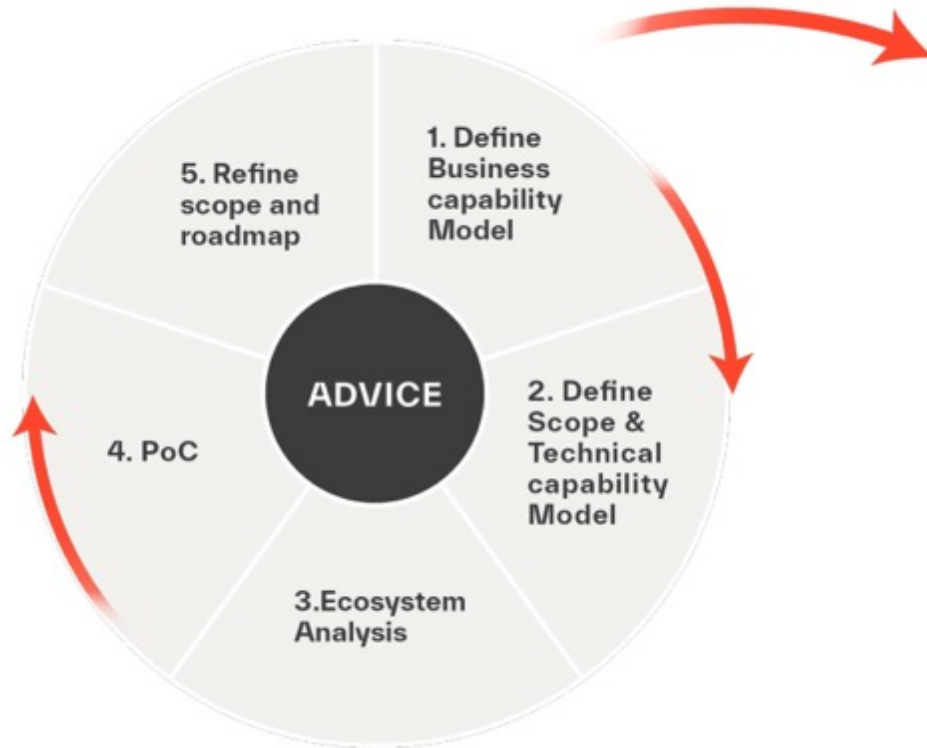 1. Define
Business
capability
Model
2. Define
Scope &
Technical
capability
Model
3.Ecosystem
Analysis
4. PoC
5. Refine
scope and
roadmap
ADVICE